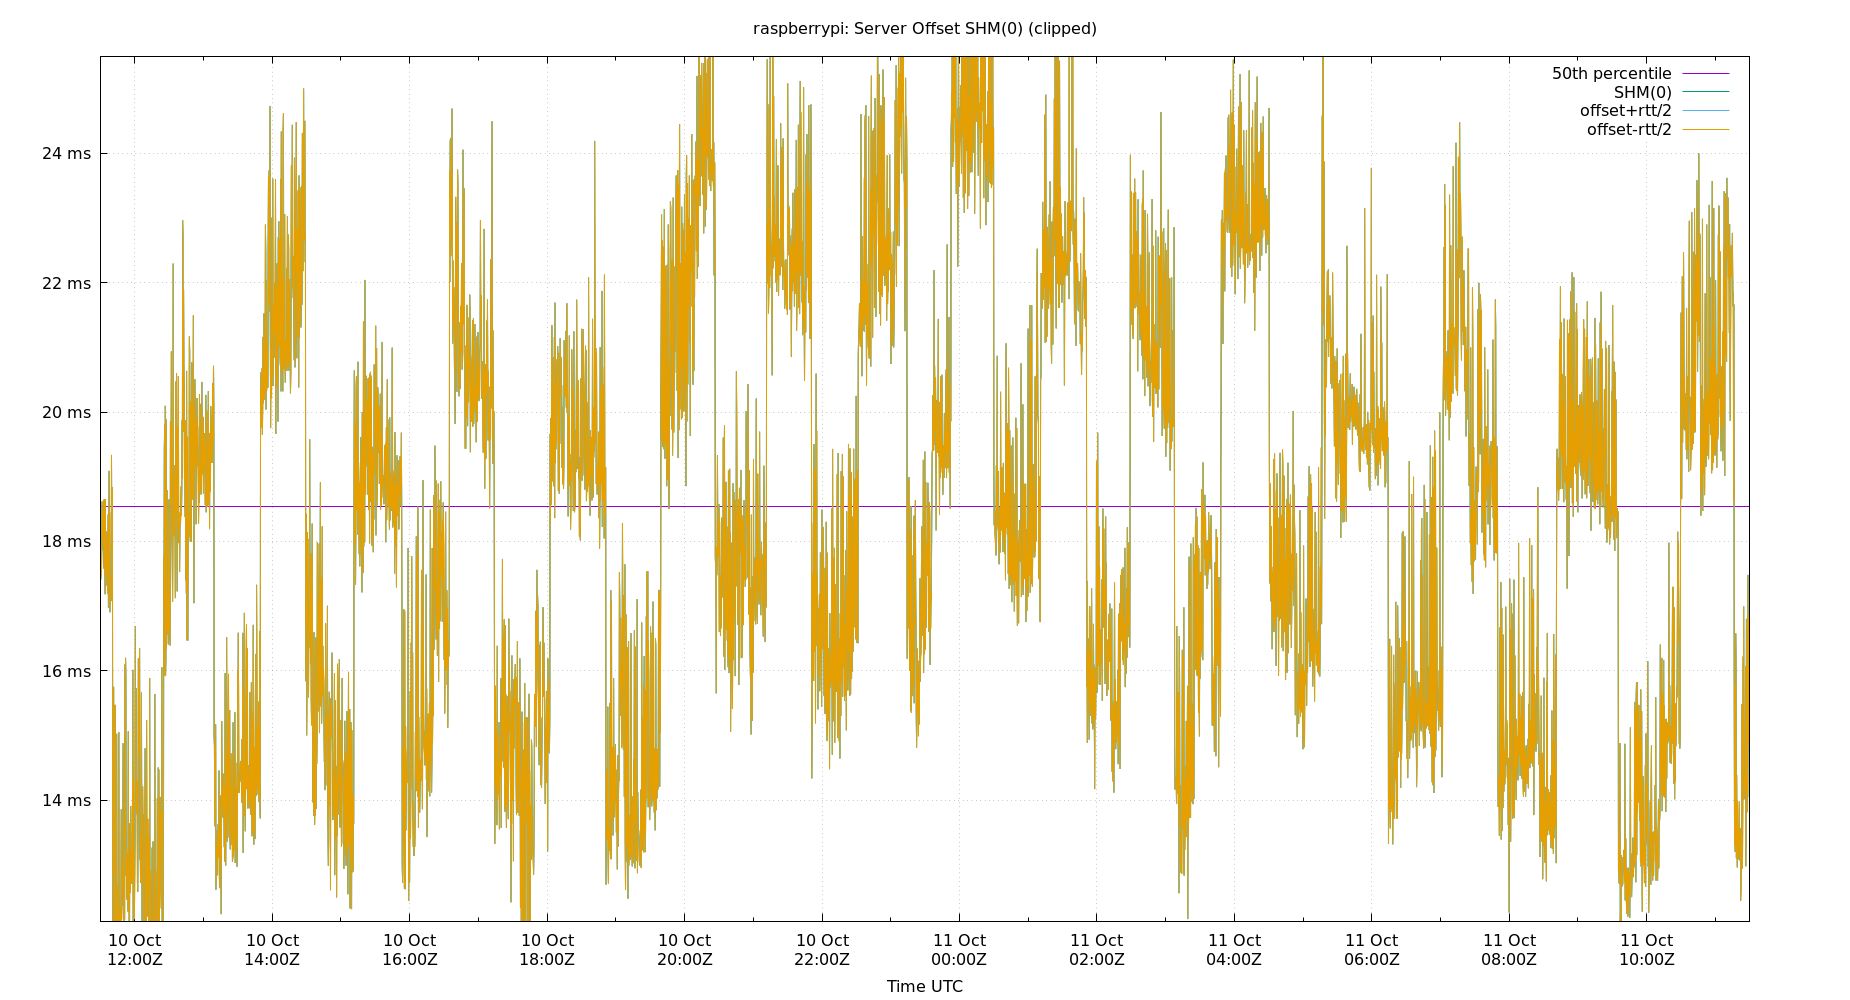 raspberrypi: Server Offset SHM(0) (clipped)
50th percentile
SHM(0)
offset+rtt/2
offset-rtt/2
24 ms
22 ms
20 ms
18 ms
16 ms
14 ms
10 Oct 10 Oct 10 Oct 10 Oct 10 Oct 10 Oct 11 Oct 11 Oct 11 Oct 11 Oct 11 Oct 11 Oct
12:00Z 14:00Z 16:00Z 18:00Z 20:00Z 22:00Z 00:00Z 02:00Z 04:00Z 06:00Z 08:00Z 10:00Z
Time UTC